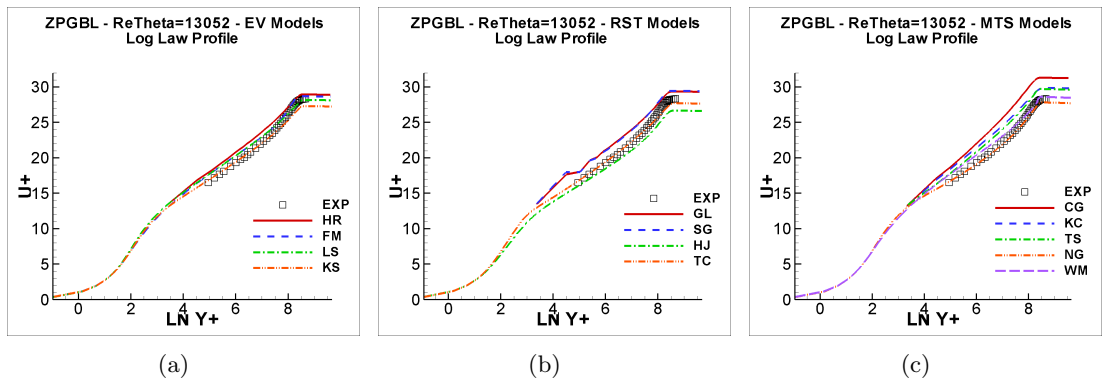 ZPGBL - ReTheta=13052 - EV Models
Log Law Profile
U+
30
25
20
15
10
5
0
0
2
4
6
8
LN Y+
EXP
HR
FM
LS
KS
(a)
ZPGBL - ReTheta=13052 - RST Models
Log Law Profile
U+
30
25
20
15
10
5
0
0
2
4
6
8
LN Y+
EXP
GL
SG
HJ
TC
(b)
ZPGBL - ReTheta=13052 - MTS Models
Log Law Profile
U+
30
25
20
15
10
5
0
0
2
4
6
8
LN Y+
EXP
CG
KC
TS
NG
WM
(c)